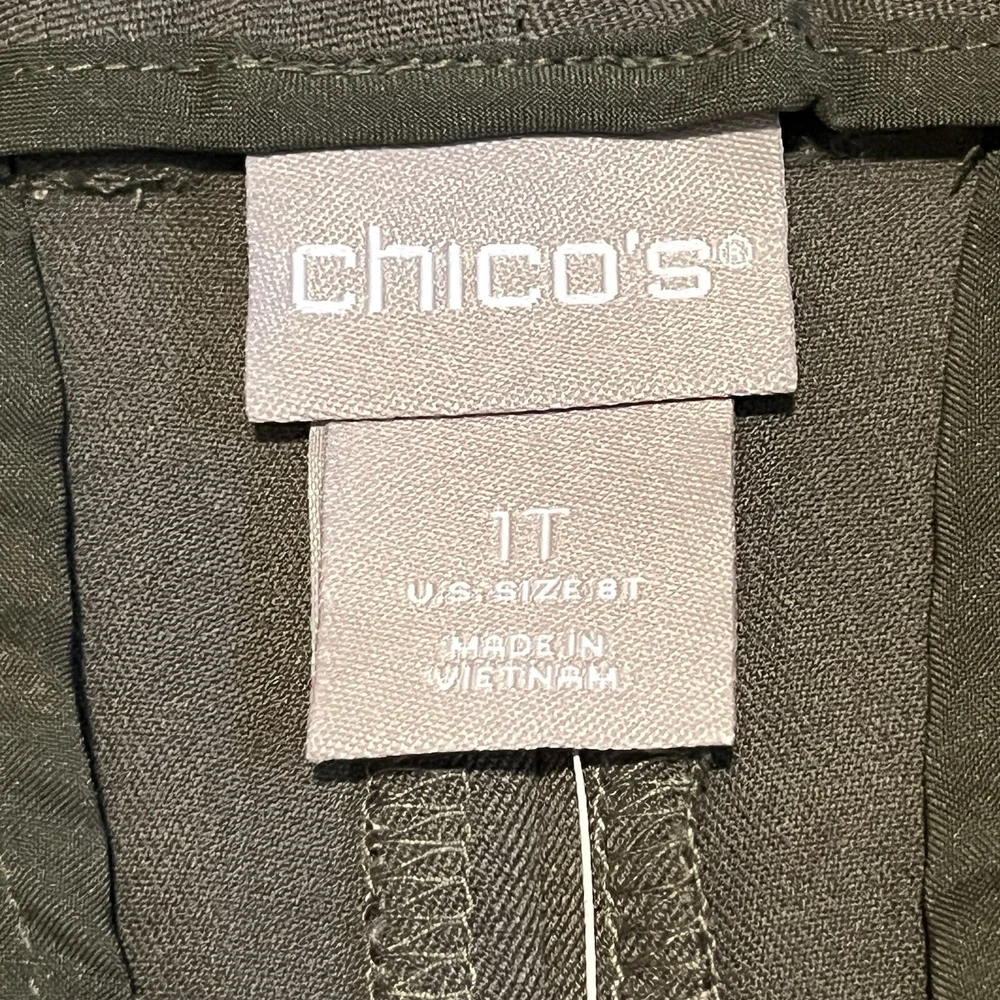 chico's®
1T
U.S. SIZE 8T
MADE IN
VIETNAM